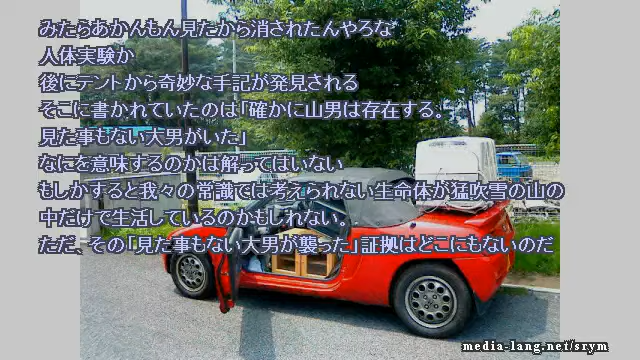 みたらあかんもん見たから消されたんやろな
人体実験か
後にテントから奇妙な手記が発見される
そこに書かれていたのは「確かに山男は存在する。
見た事もない大男がいた」
なにを意味するのかは解ってはいない
もしかすると我々の常識では考えられない生命体が猛吹雪の山の
中だけで生活しているのかもしれない。
ただ、その「見た事もない大男が襲った」証拠はどこにもないのだ
media-lang.net/srym